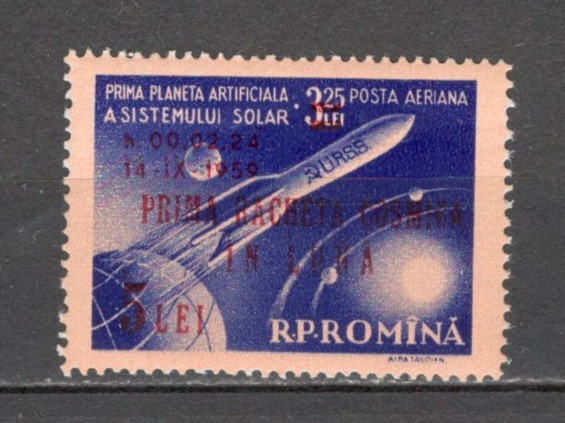 PRIMA PLANETA ARTIFICIALA
A SISTEMULUI SOLAR
3 25 LEI
POSTA AERIANA
h.00.02.24
14-IX-1959
URSS
PRIMA RACHETA COSMICA
IN LUNA
5 LEI
R.P.ROMÎNĂ